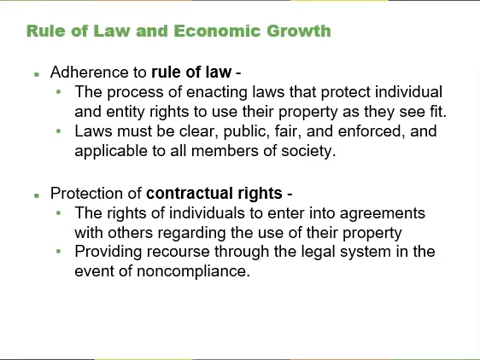 Rule of Law and Economic Growth
• Adherence to rule of law -
• The process of enacting laws that protect individual
and entity rights to use their property as they see fit.
• Laws must be clear, public, fair, and enforced, and
applicable to all members of society.
• Protection of contractual rights -
• The rights of individuals to enter into agreements
with others regarding the use of their property
• Providing recourse through the legal system in the
event of noncompliance.